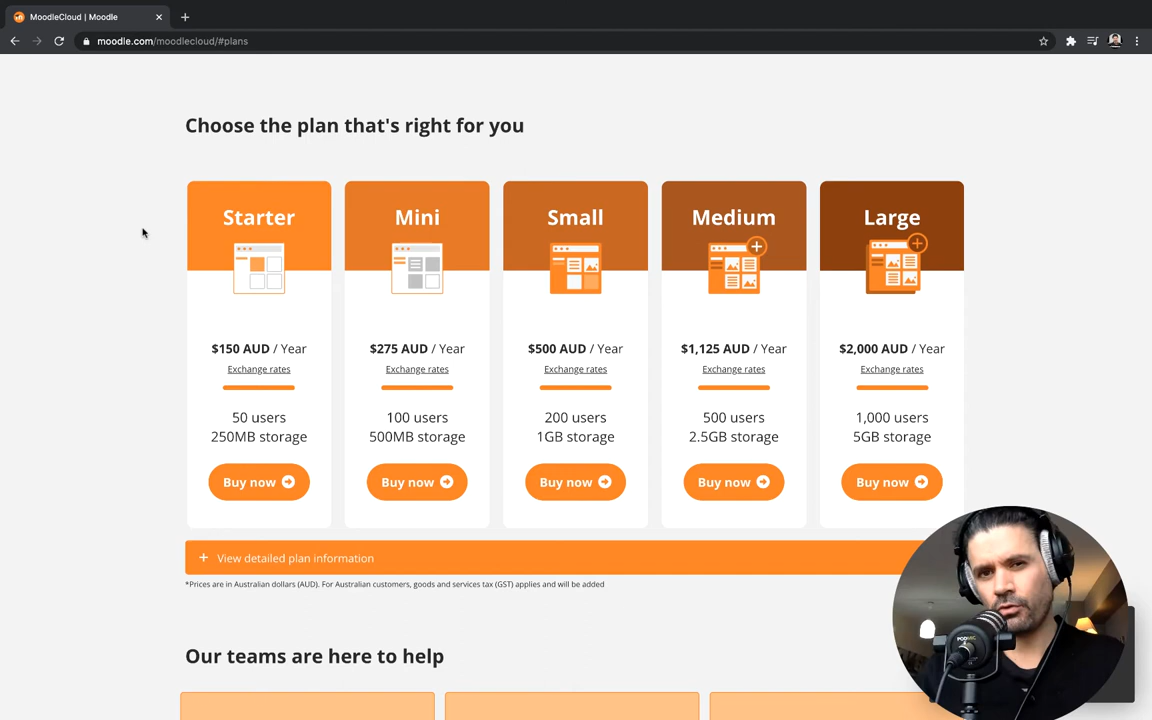 MoodleCloud | Moodle
moodle.com/moodlecloud/#plans
Choose the plan that's right for you
Starter
$150 AUD / Year
Exchange rates
50 users
250MB storage
Buy now
Mini
$275 AUD / Year
Exchange rates
100 users
500MB storage
Buy now
Small
$500 AUD / Year
Exchange rates
200 users
1GB storage
Buy now
Medium
$1,125 AUD / Year
Exchange rates
500 users
2.5GB storage
Buy now
Large
$2,000 AUD / Year
Exchange rates
1,000 users
5GB storage
Buy now
+ View detailed plan information
*Prices are in Australian dollars (AUD). For Australian customers, goods and services tax (GST) applies and will be added
Our teams are here to help
PODMIC